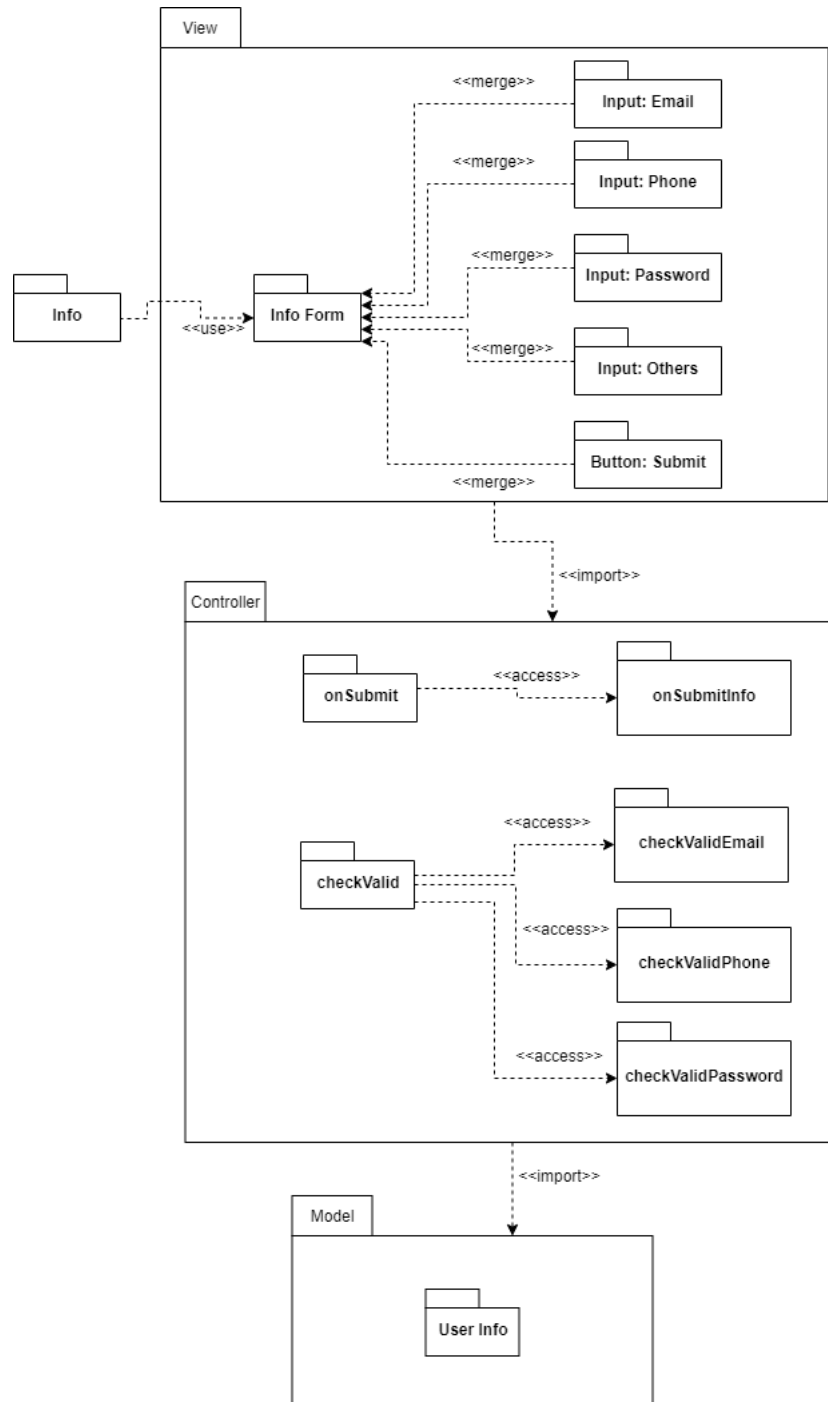 View
<<merge>>
Input: Email
<<merge>>
Input: Phone
<<merge>>
Input: Password
Info
<<use>>
Info Form
<<merge>>
Input: Others
Button: Submit
<<merge>>
<<import>>
Controller
onSubmit
<<access>>
onSubmitInfo
<<access>>
checkValidEmail
checkValid
<<access>>
checkValidPhone
<<access>>
checkValidPassword
<<import>>
Model
User Info